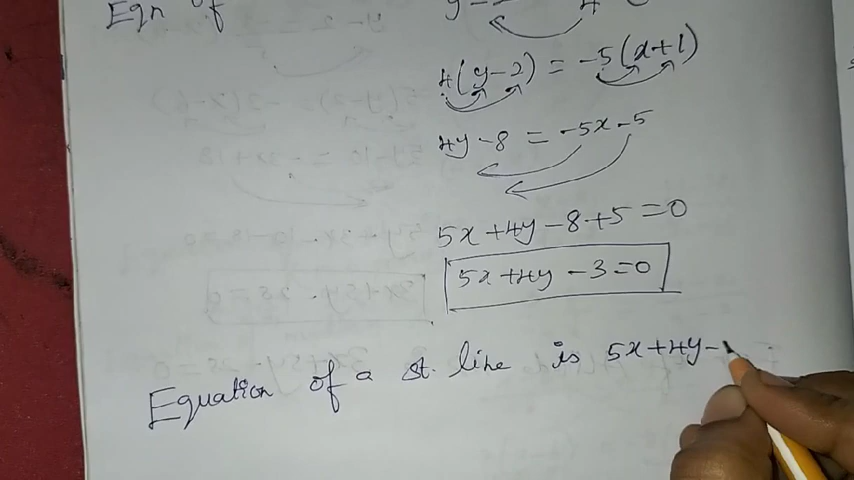 Eqn of
4(y-2) = -5(x+1)
4y-8 = -5x-5
5x+4y-8+5=0
5x+4y-3=0
Equation of a st. line is 5x+4y-